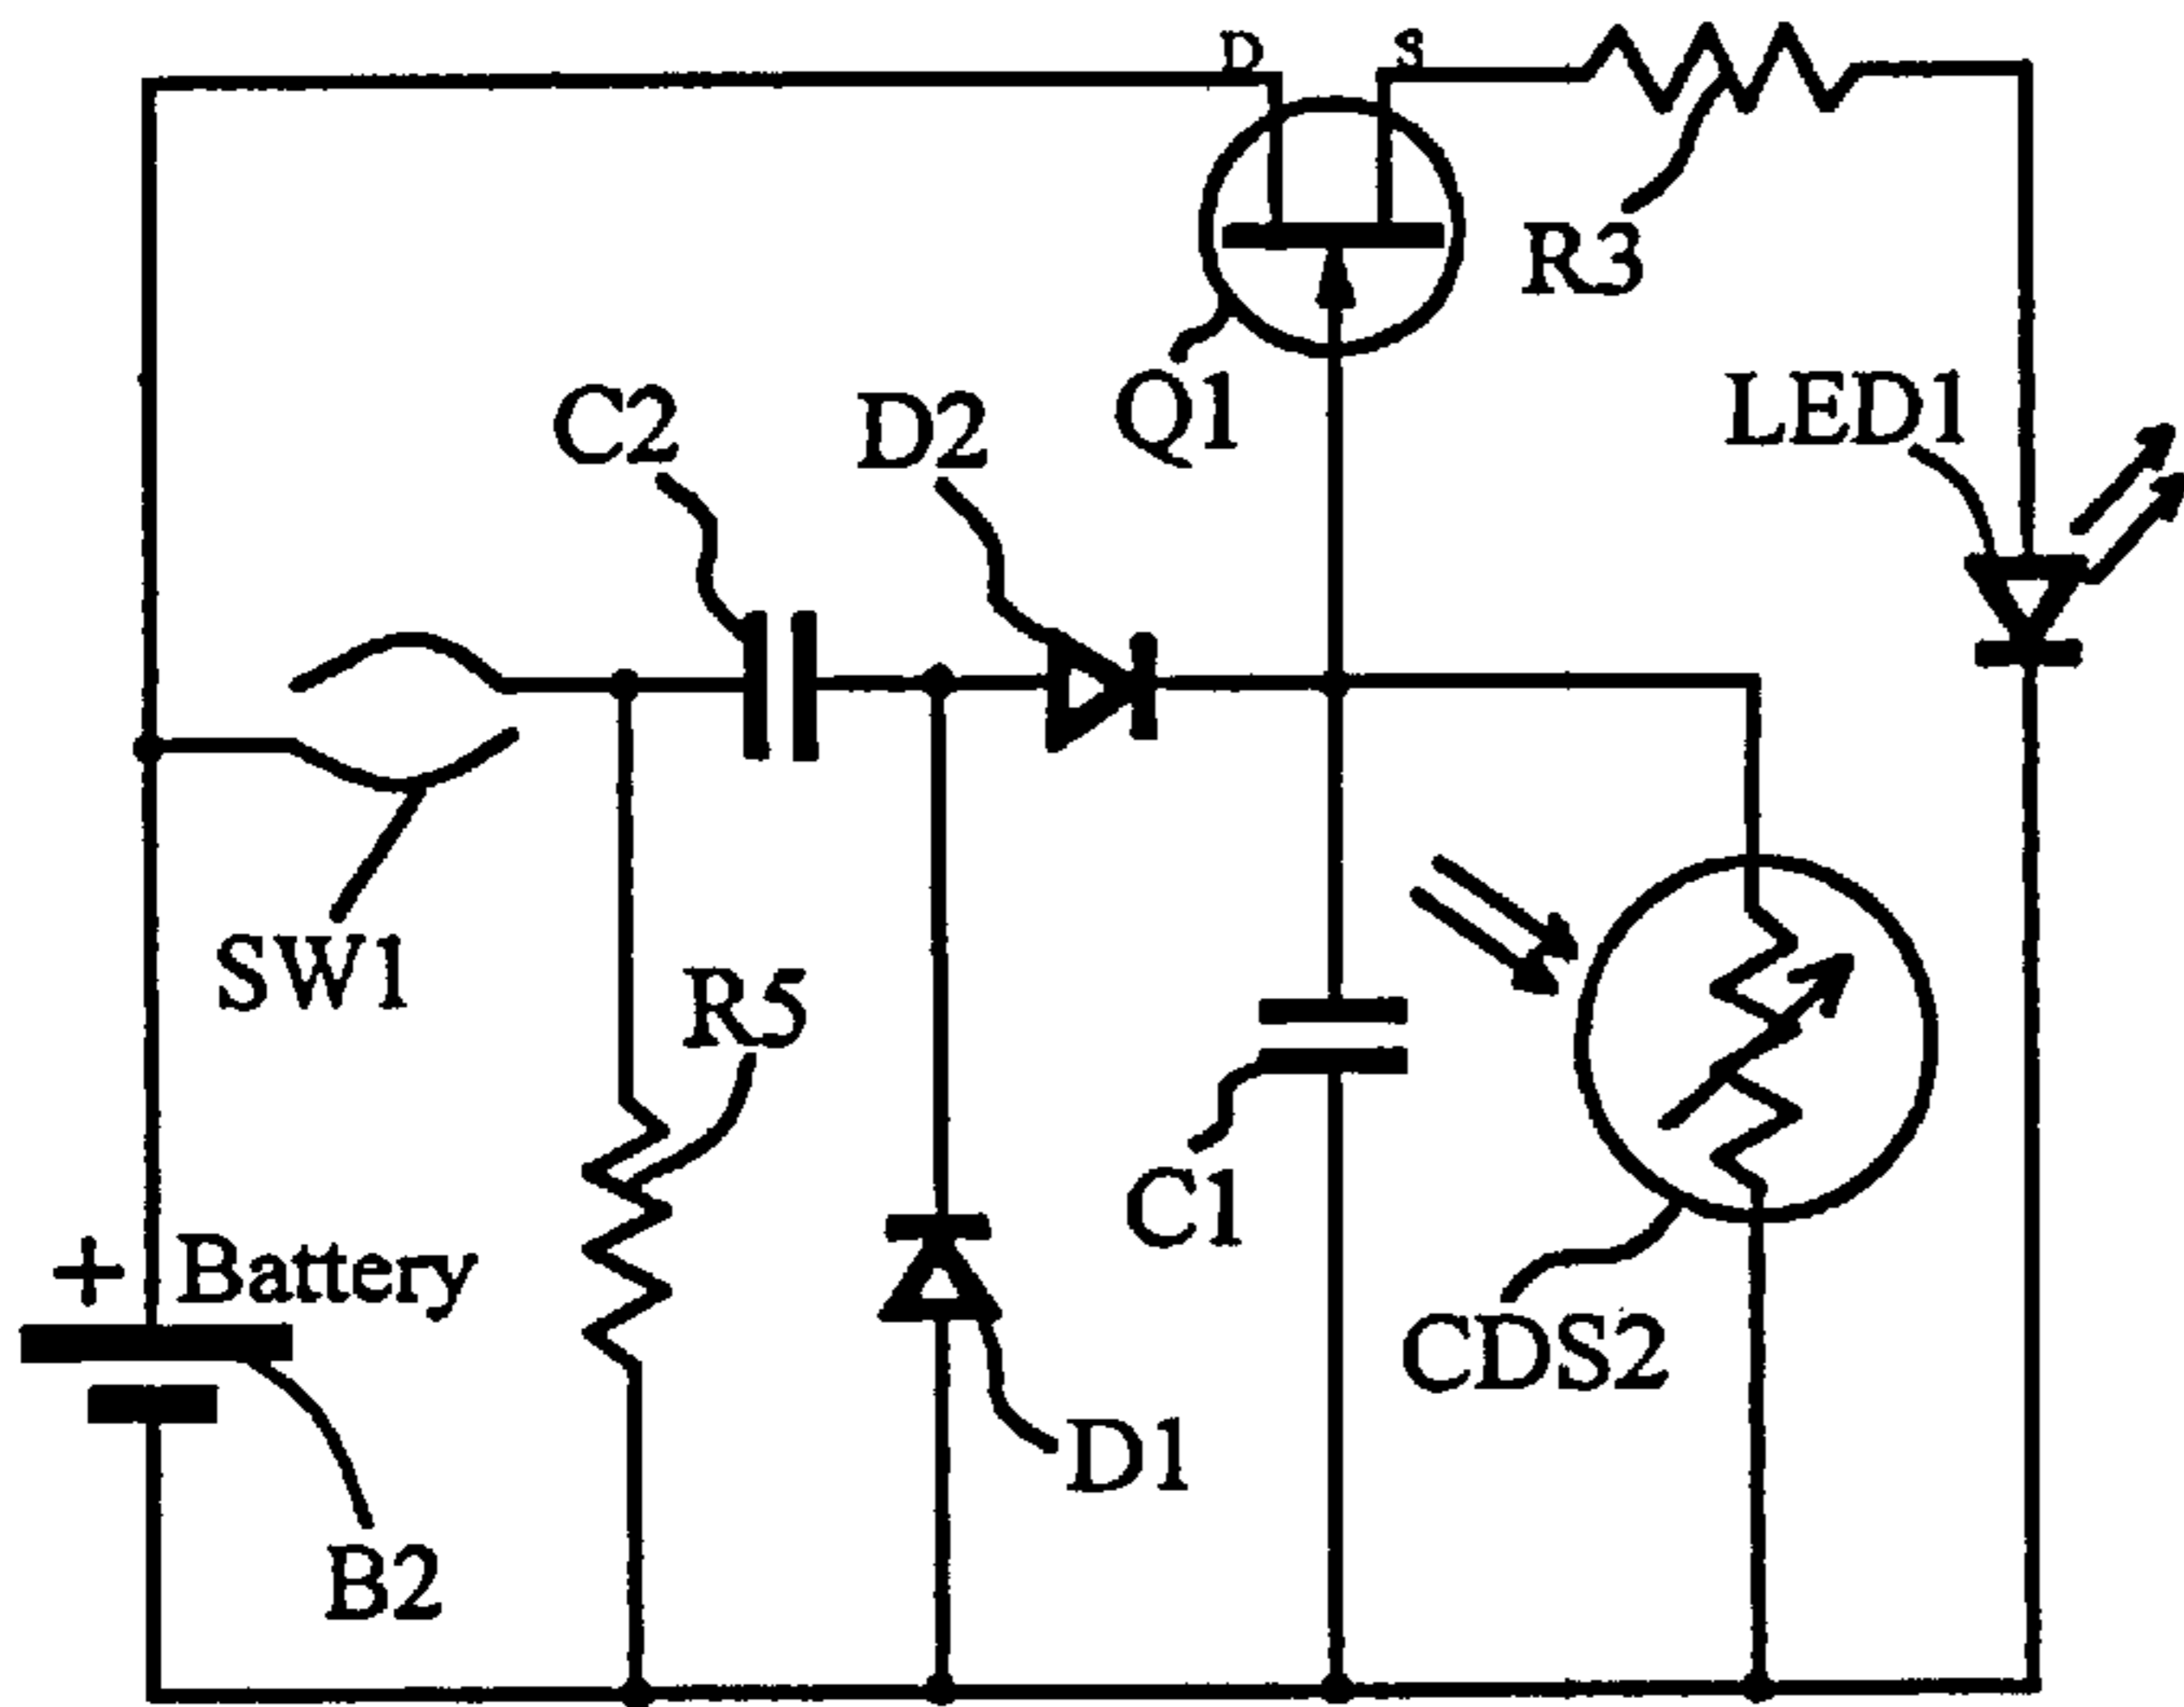 D
S
R3
Q1
LED1
C2
D2
SW1
R5
C1
+ Battery
CDS2
D1
B2